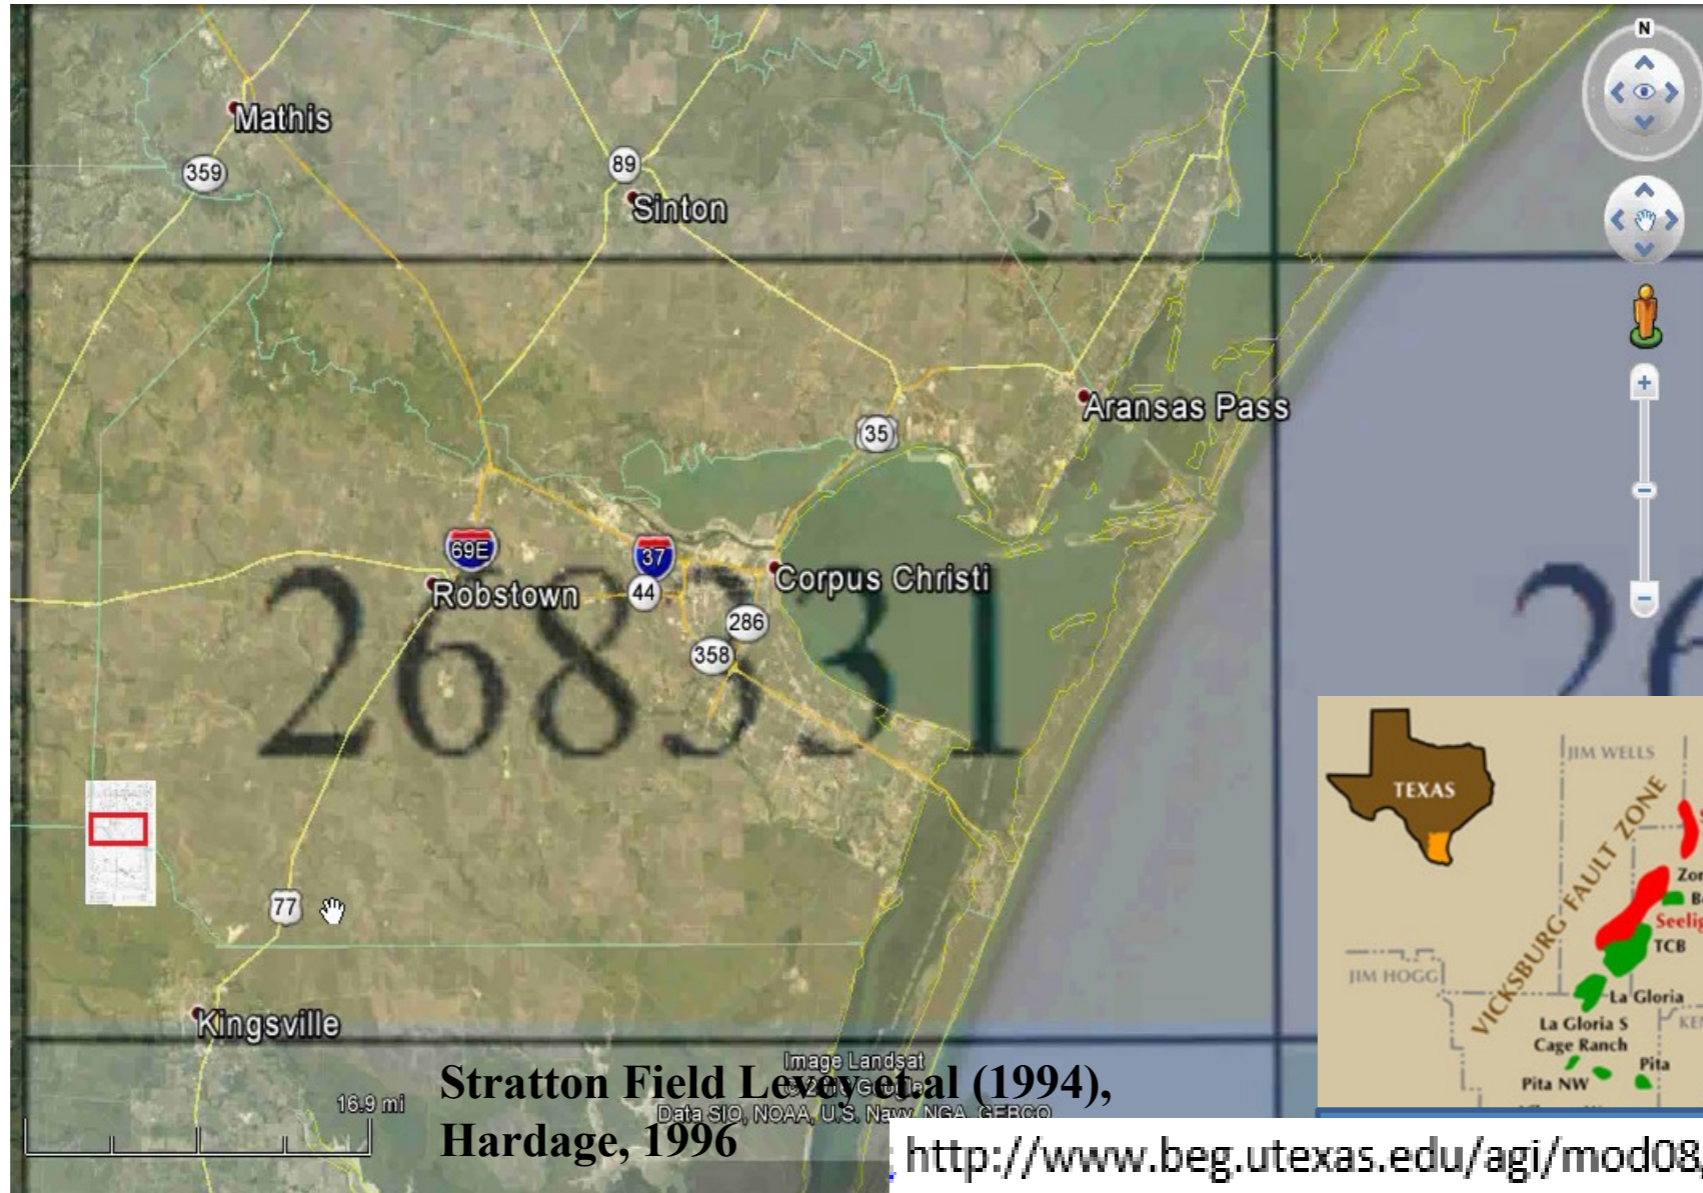 N
Mathis
359
89
Sinton
Aransas Pass
35
69E
37
Robstown
44
Corpus Christi
286
358
268931
26
77
Kingsville
16.9 mi
Image Landsat
Data SIO, NOAA, U.S. Navy, NGA, GEBCO
Stratton Field Levey et.al (1994),
Hardage, 1996
http://www.beg.utexas.edu/agi/mod08
TEXAS
JIM WELLS
VICKSBURG FAULT ZONE
Seelig
TCB
JIM HOGG
La Gloria
La Gloria S
Cage Ranch
Pita
Pita NW